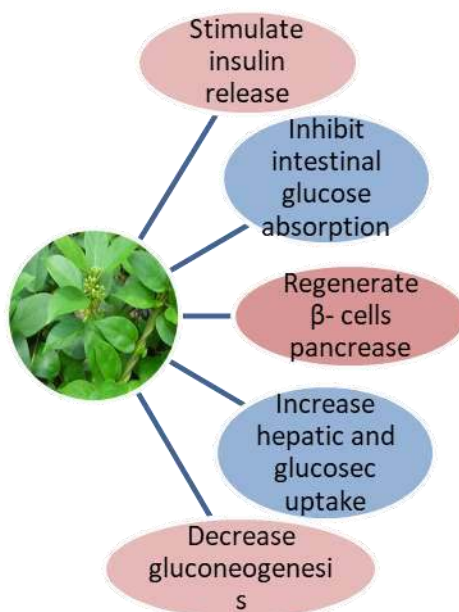 Stimulate
insulin
release
Inhibit
intestinal
glucose
absorption
Regenerate
β- cells
pancrease
Increase
hepatic and
glucosec
uptake
Decrease
gluconeogenesi
s